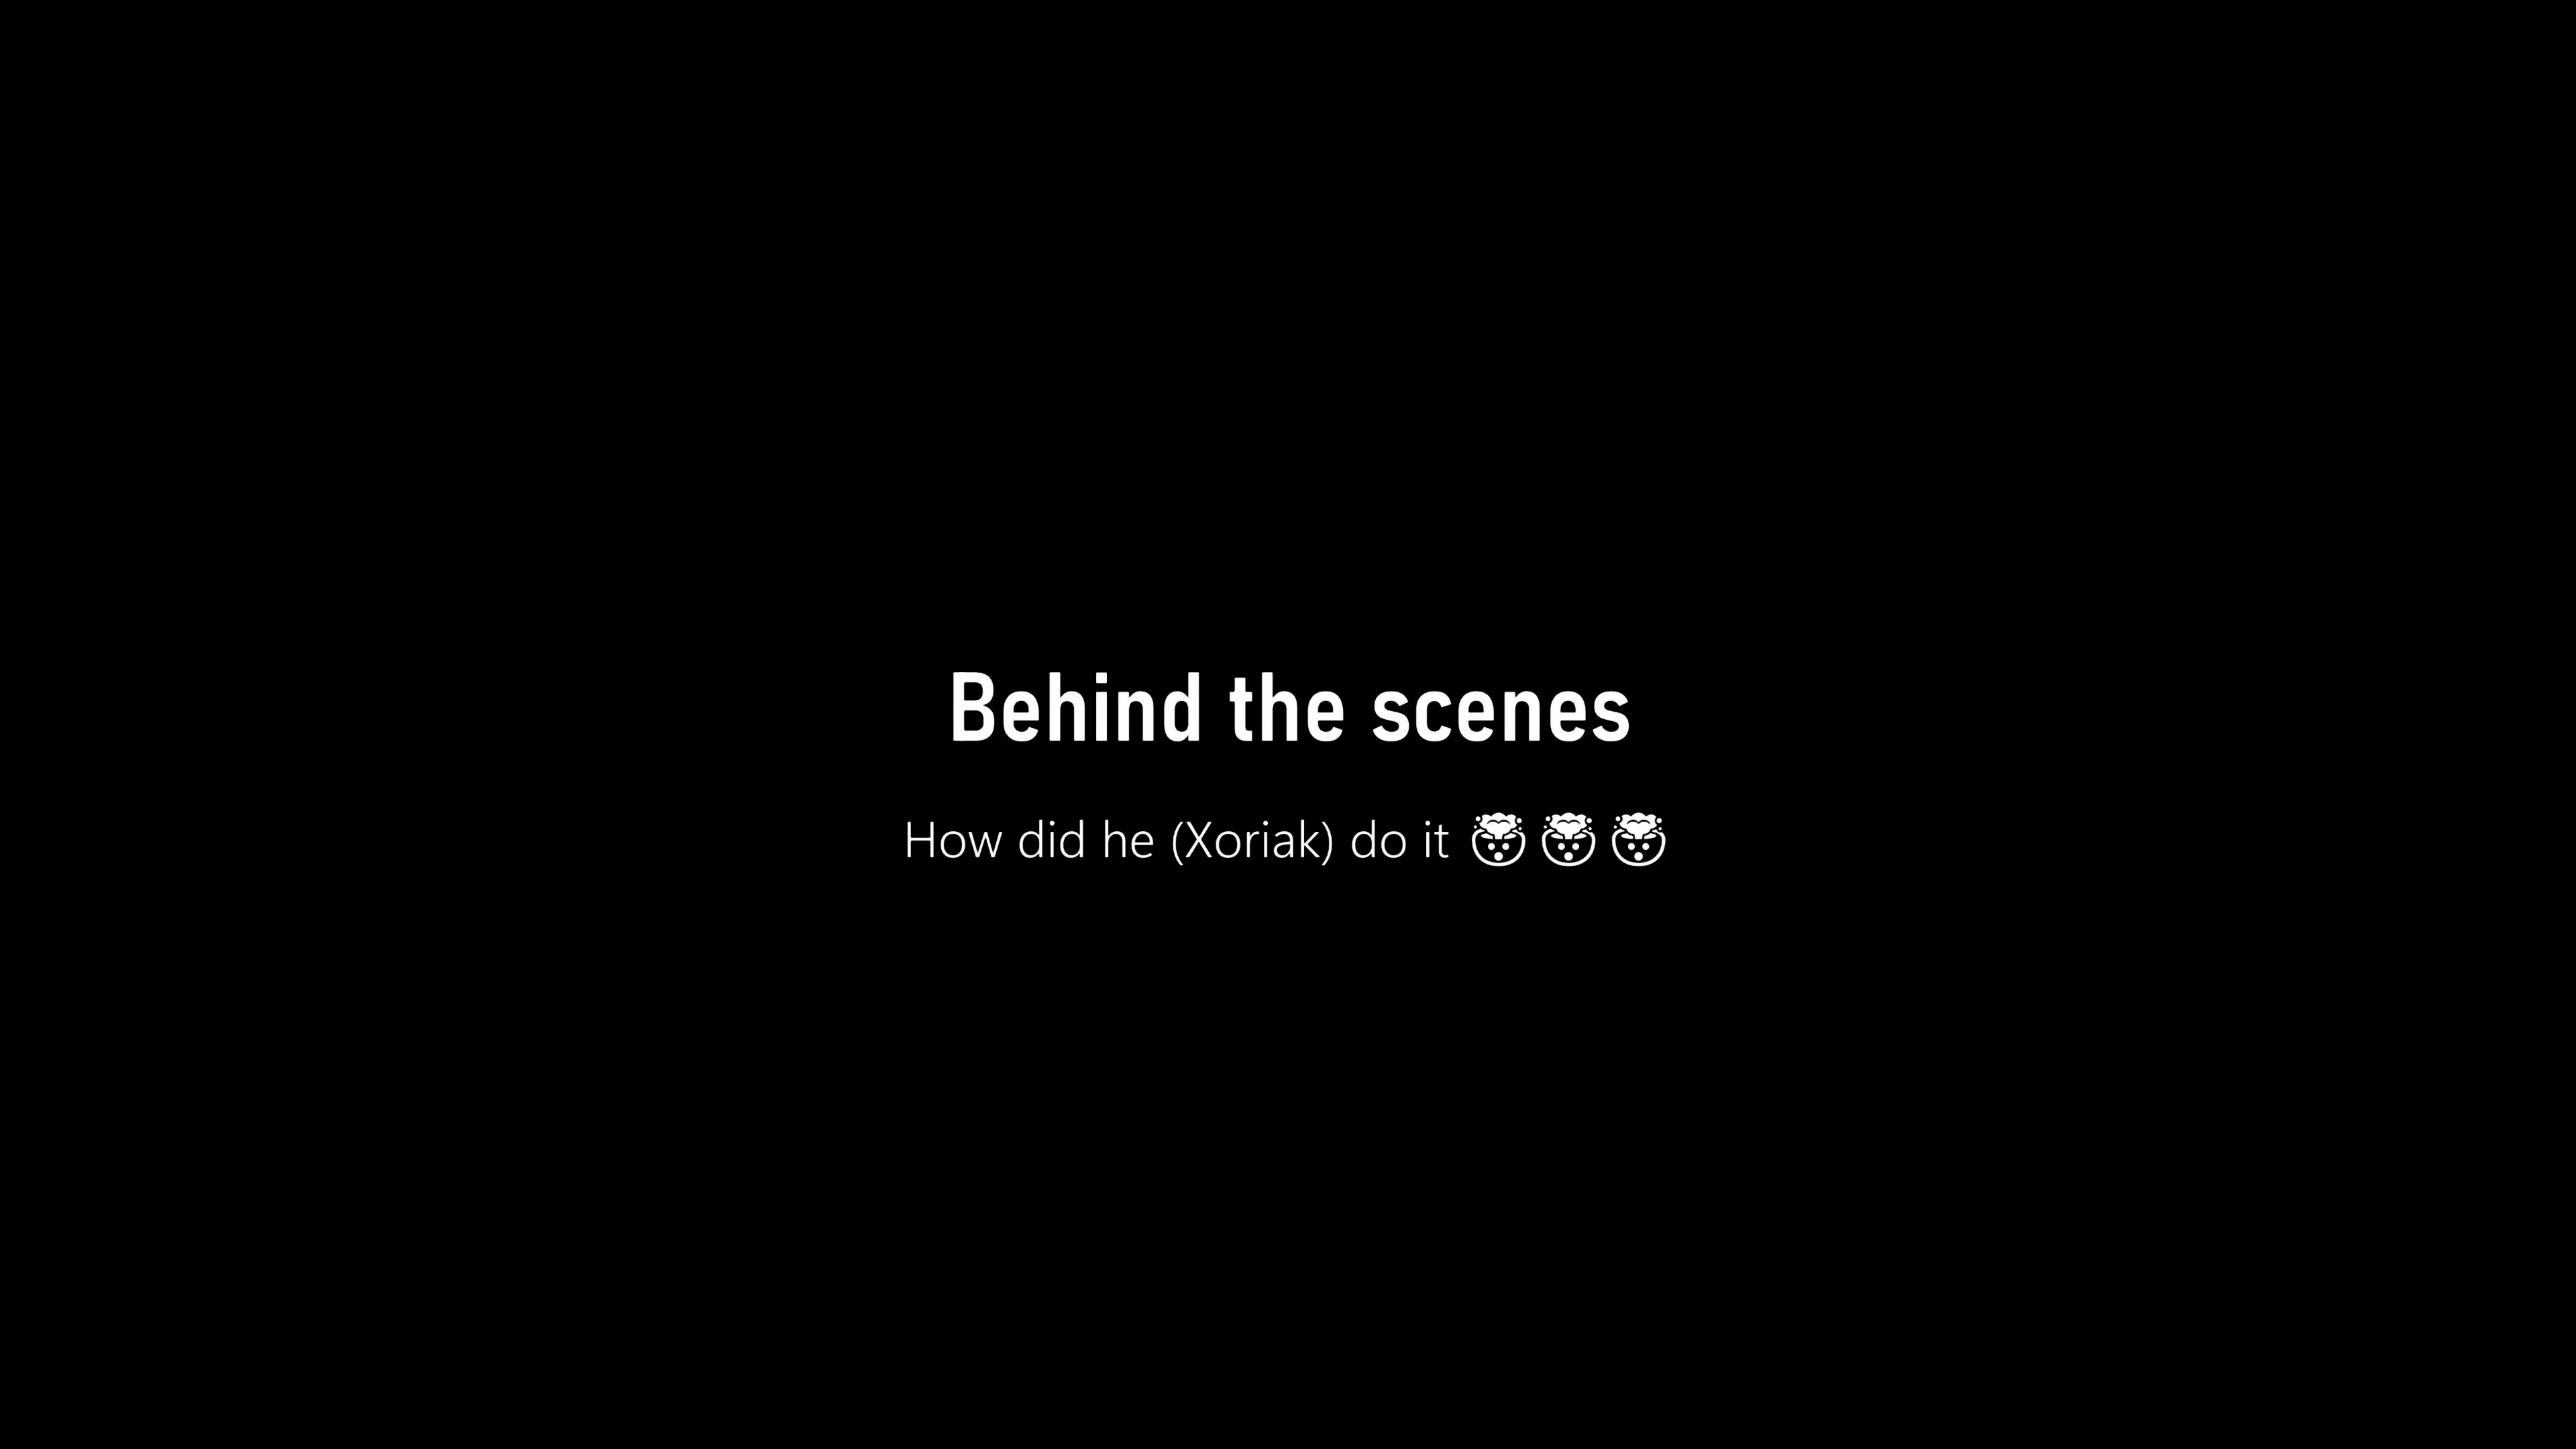 Behind the scenes
How did he (Xoriak) do it 🤯🤯🤯